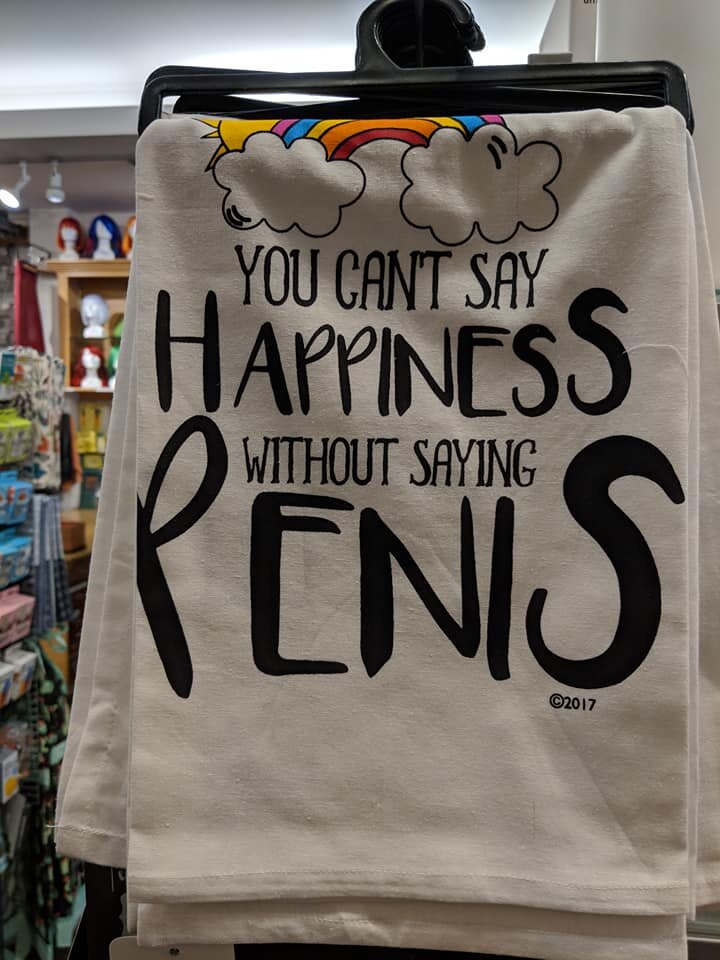 YOU CAN'T SAY
HAPPINESS
WITHOUT SAYING
PENIS
©2017